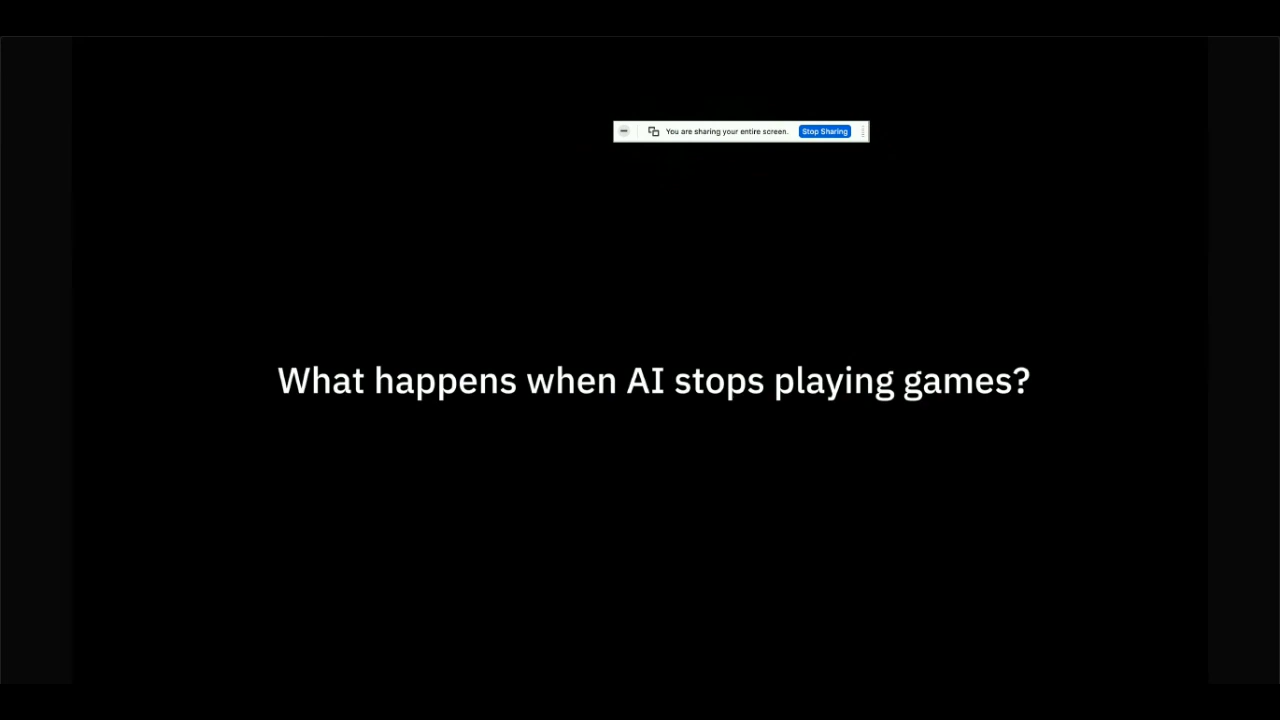 You are sharing your entire screen.
Stop Sharing
What happens when AI stops playing games?